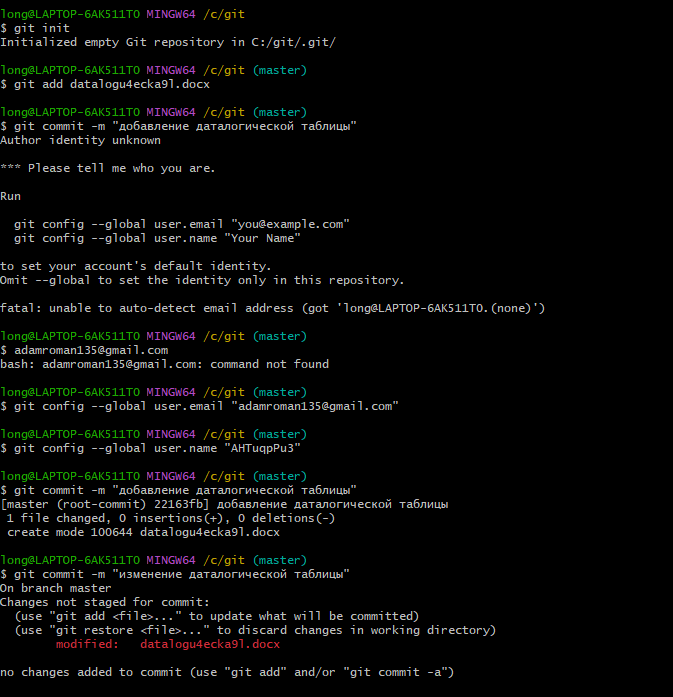 long@LAPTOP-6AK511TO MINGW64 /c/git
$ git init
Initialized empty Git repository in C:/git/.git/
long@LAPTOP-6AK511TO MINGW64 /c/git (master)
$ git add datalogu4ecka9l.docx
long@LAPTOP-6AK511TO MINGW64 /c/git (master)
$ git commit -m "добавление даталогической таблицы"
Author identity unknown
*** Please tell me who you are.
Run
  git config --global user.email "you@example.com"
  git config --global user.name "Your Name"
to set your account's default identity.
Omit --global to set the identity only in this repository.
fatal: unable to auto-detect email address (got 'long@LAPTOP-6AK511TO.(none)')
long@LAPTOP-6AK511TO MINGW64 /c/git (master)
$ adamroman135@gmail.com
bash: adamroman135@gmail.com: command not found
long@LAPTOP-6AK511TO MINGW64 /c/git (master)
$ git config --global user.email "adamroman135@gmail.com"
long@LAPTOP-6AK511TO MINGW64 /c/git (master)
$ git config --global user.name "AHTuqpPu3"
long@LAPTOP-6AK511TO MINGW64 /c/git (master)
$ git commit -m "добавление даталогической таблицы"
[master (root-commit) 22163fb] добавление даталогической таблицы
 1 file changed, 0 insertions(+), 0 deletions(-)
 create mode 100644 datalogu4ecka9l.docx
long@LAPTOP-6AK511TO MINGW64 /c/git (master)
$ git commit -m "изменение даталогической таблицы"
On branch master
Changes not staged for commit:
  (use "git add <file>..." to update what will be committed)
  (use "git restore <file>..." to discard changes in working directory)
        modified:   datalogu4ecka9l.docx
no changes added to commit (use "git add" and/or "git commit -a")